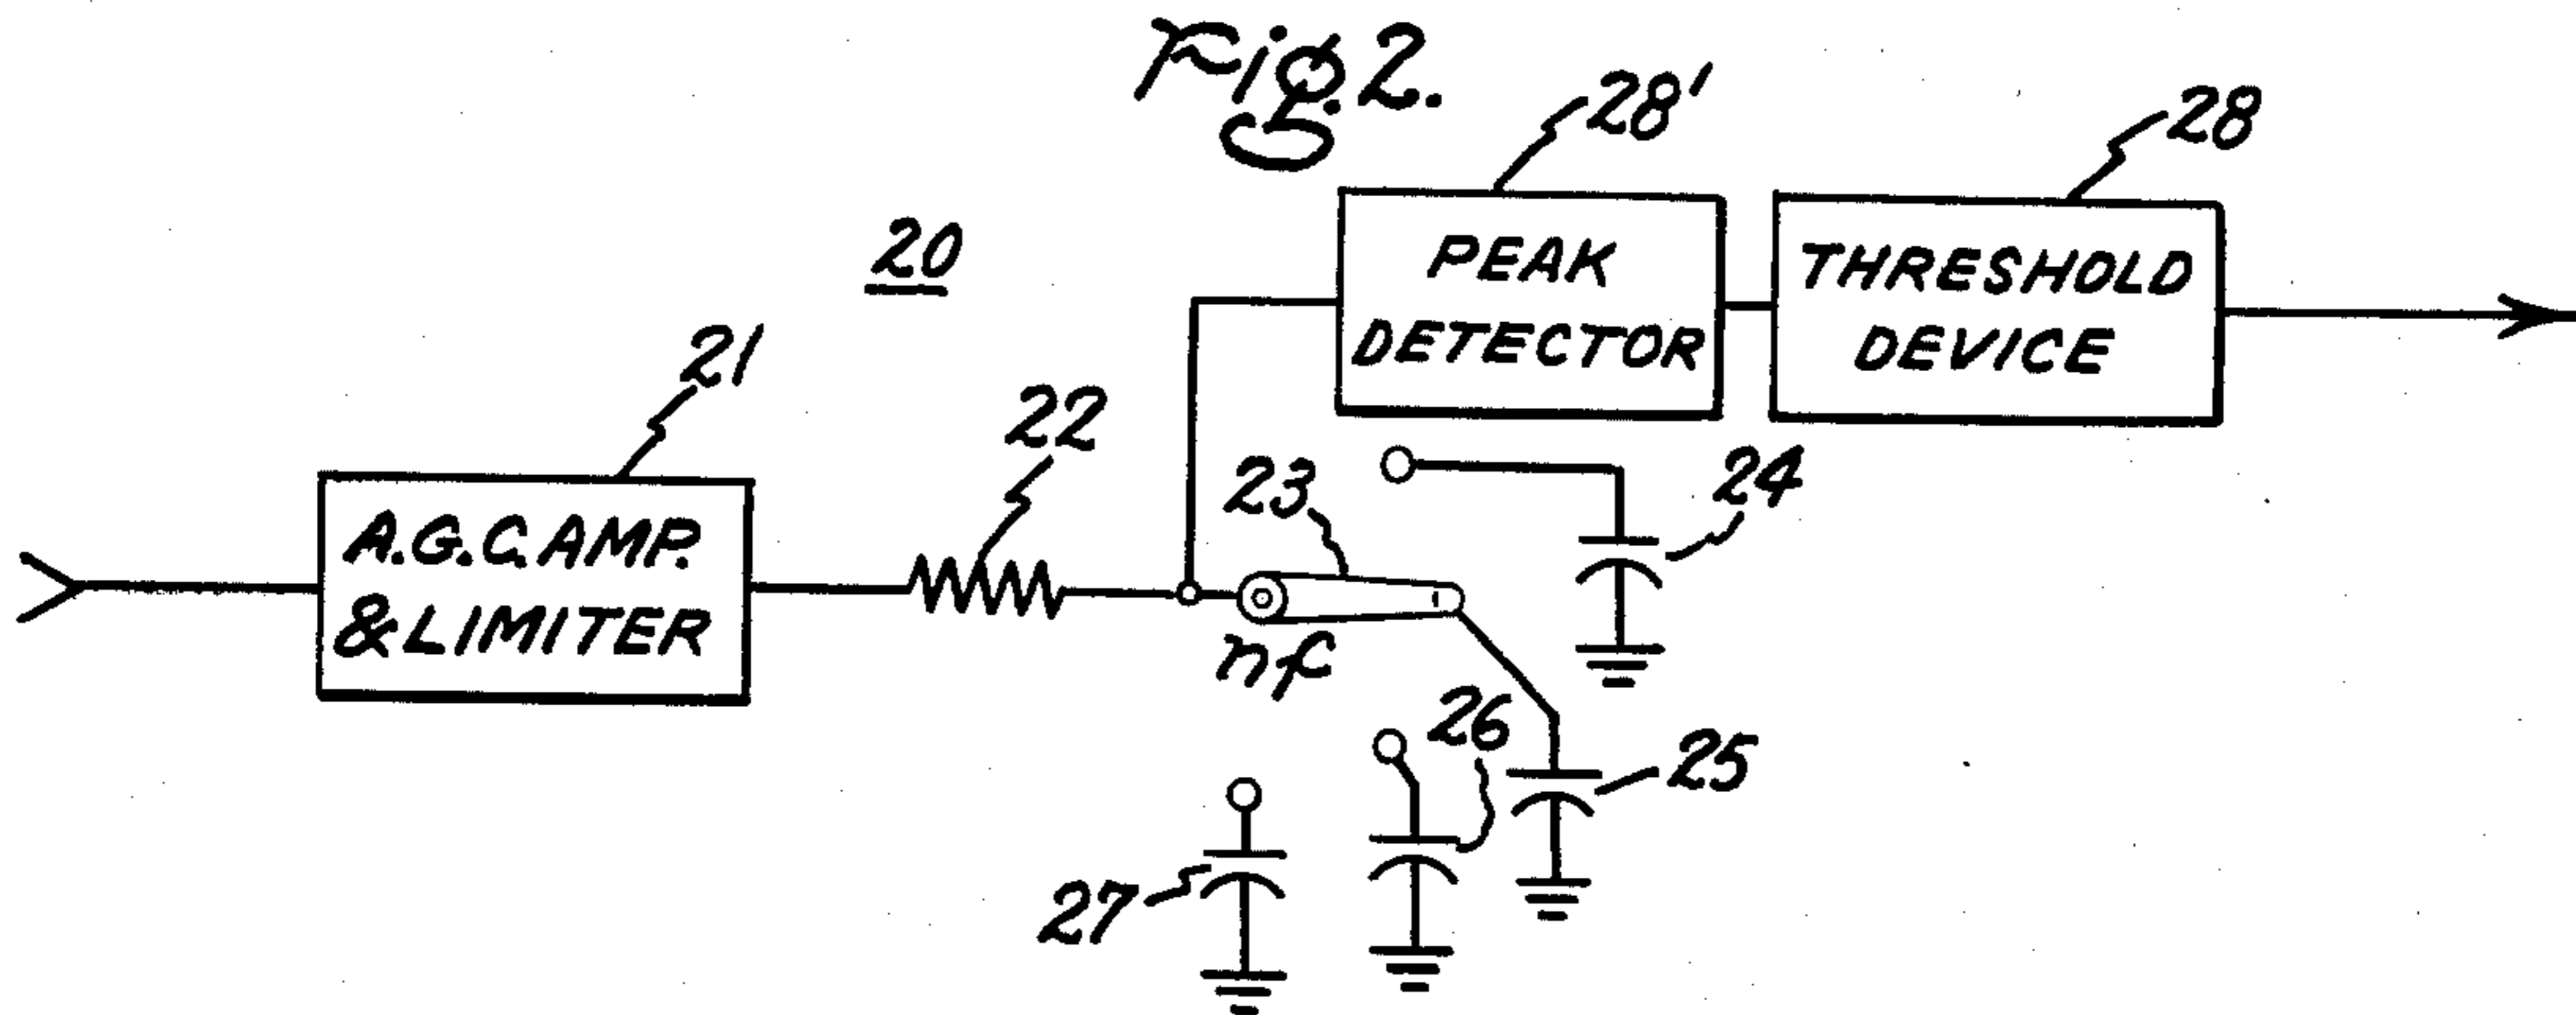 Fig. 2.
28'
28
20
PEAK
DETECTOR
THRESHOLD
DEVICE
21
22
23
24
A.G.C. AMP.
& LIMITER
nf
26
25
27